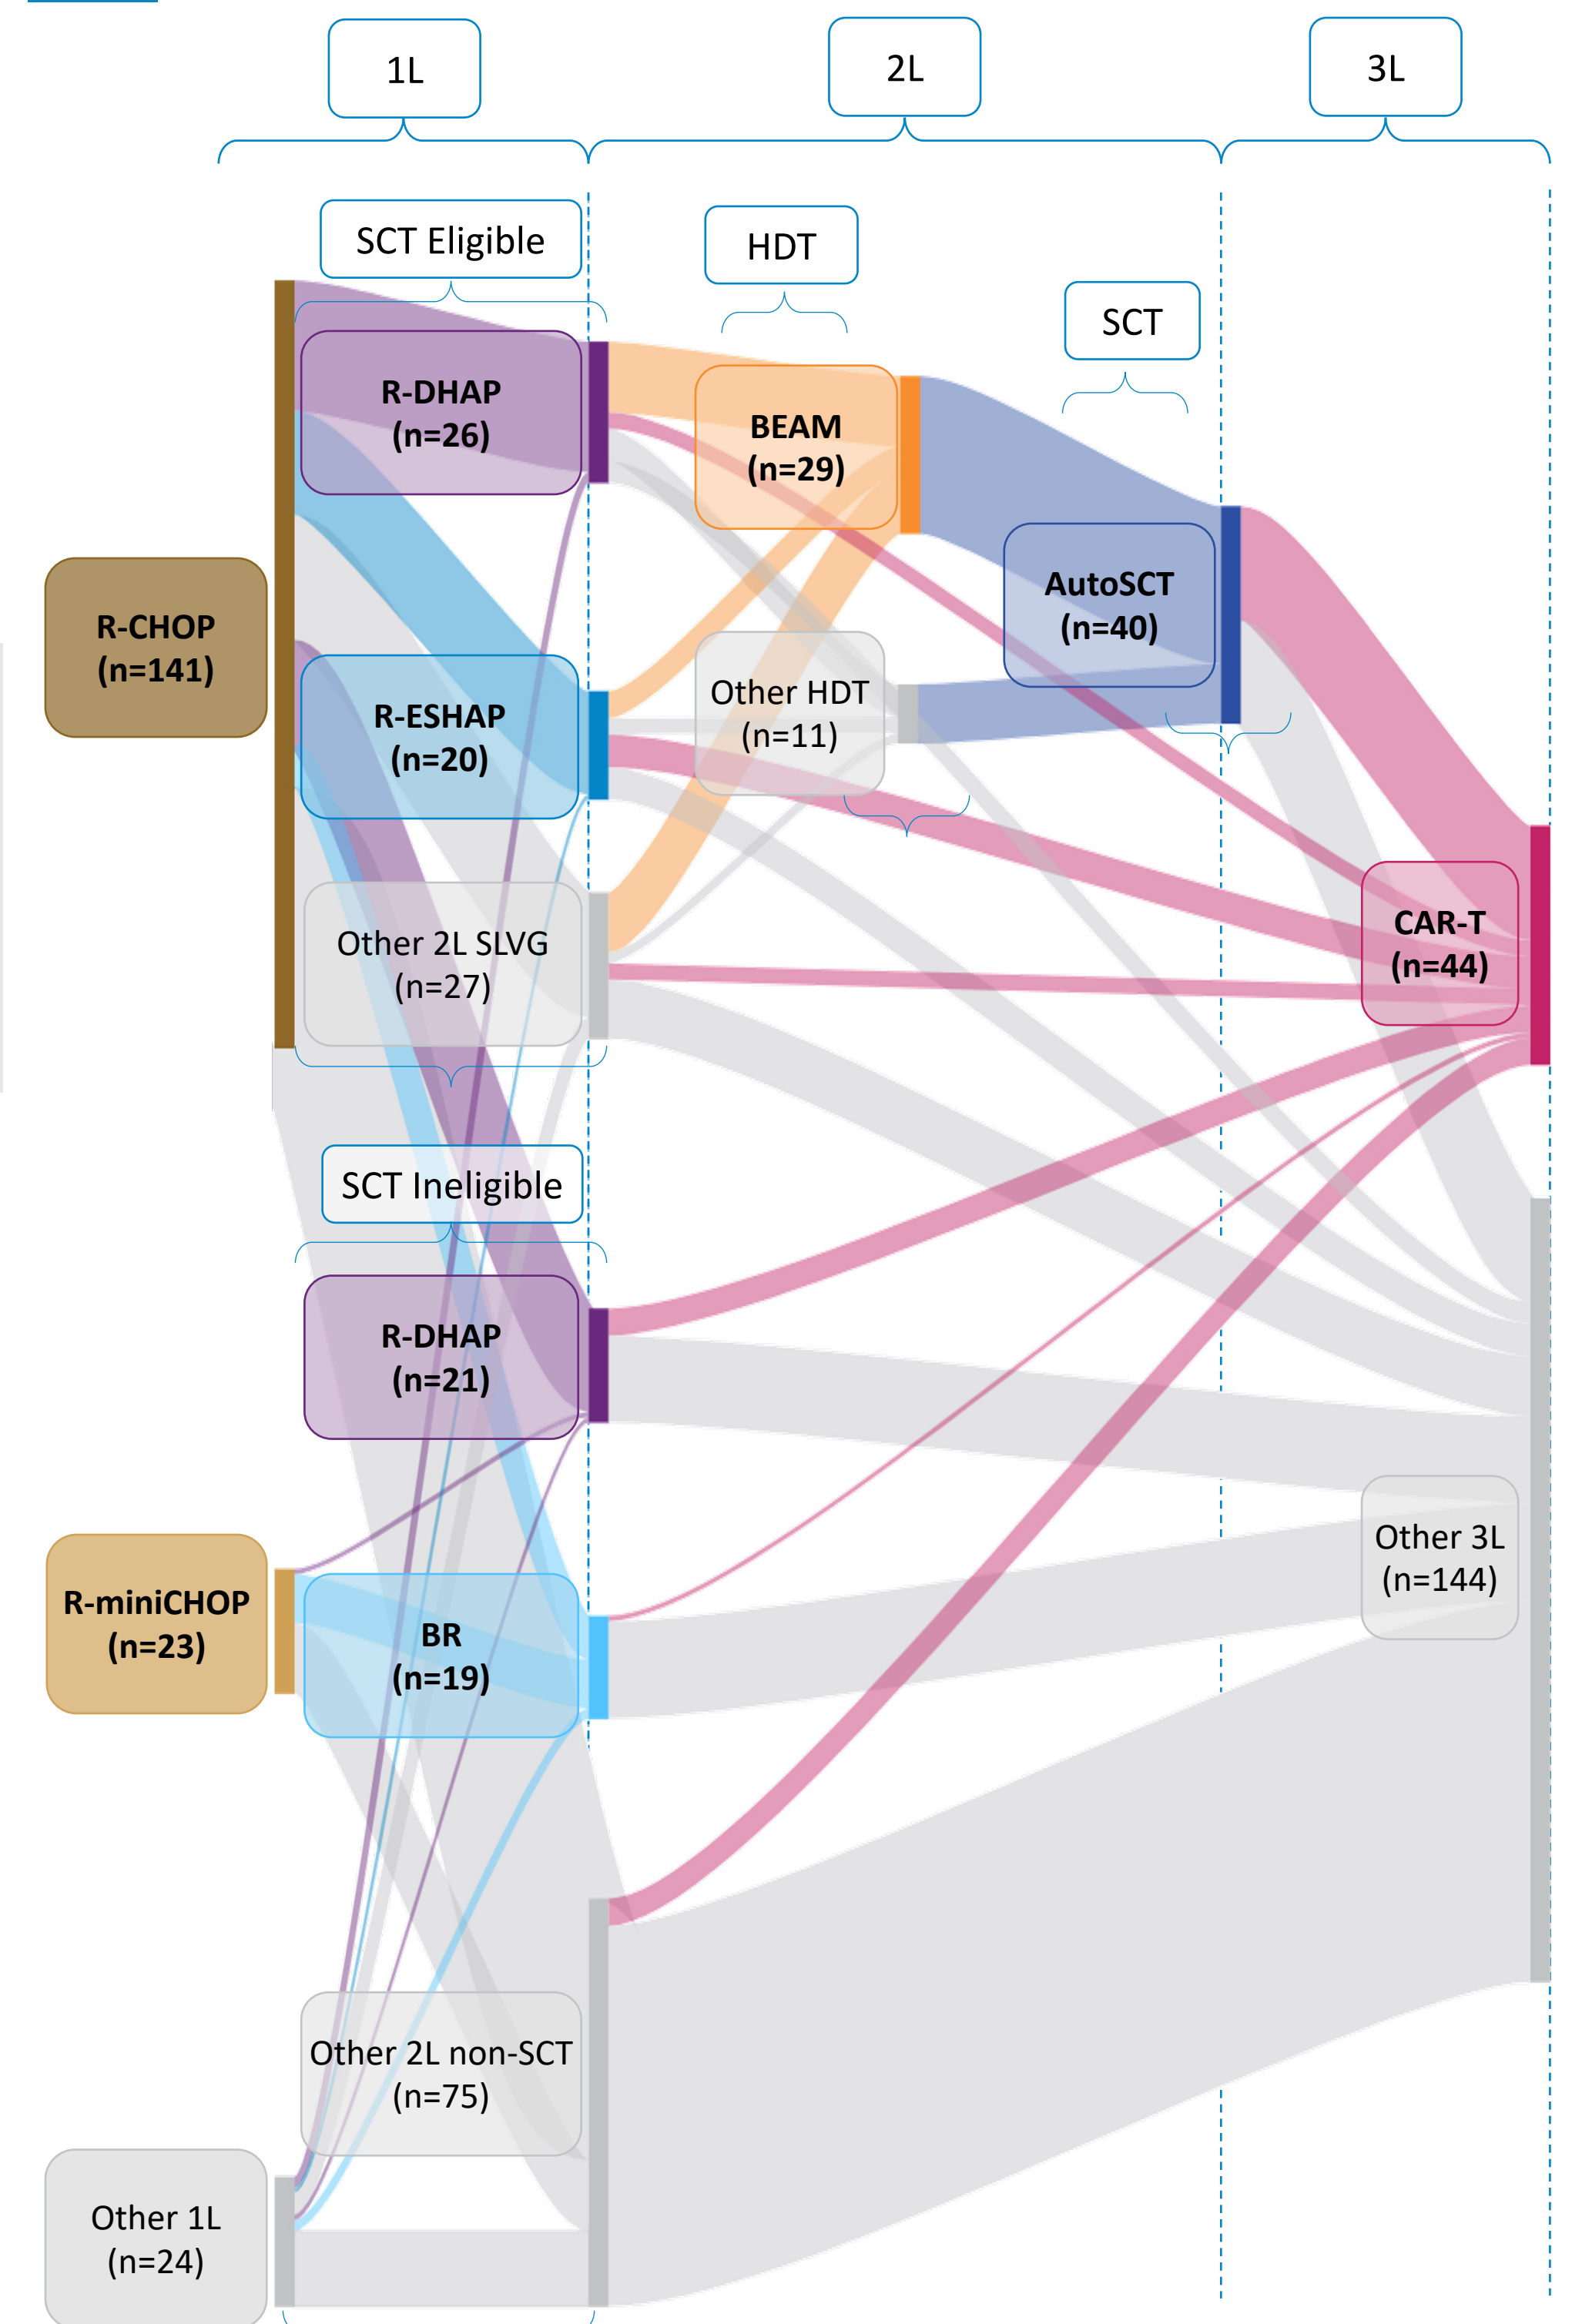 1L
2L
3L
SCT Eligible
HDT
SCT
R-DHAP
(n=26)
BEAM
(n=29)
AutoSCT
(n=40)
R-CHOP
(n=141)
R-ESHAP
(n=20)
Other HDT
(n=11)
Other 2L SLVG
(n=27)
CAR-T
(n=44)
SCT Ineligible
R-DHAP
(n=21)
R-miniCHOP
(n=23)
BR
(n=19)
Other 3L
(n=144)
Other 2L non-SCT
(n=75)
Other 1L
(n=24)